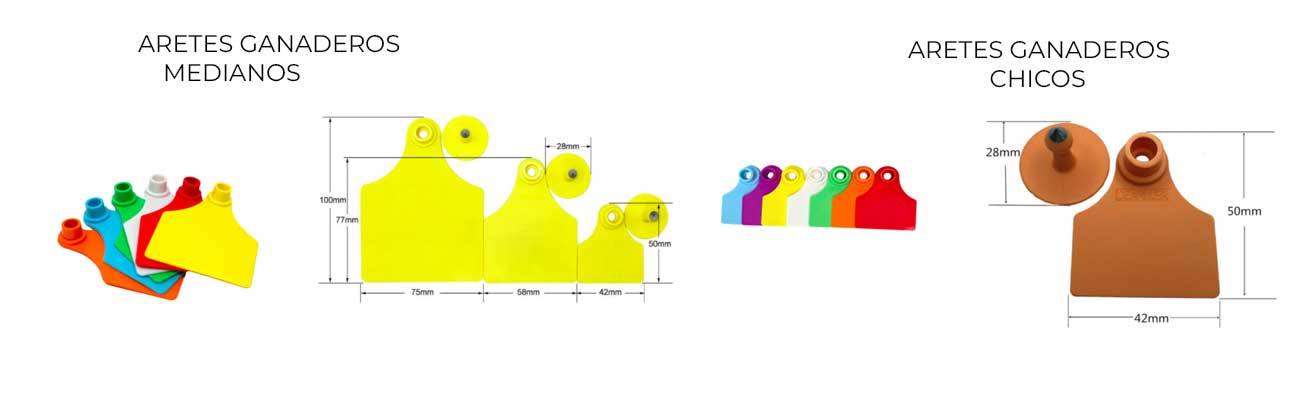 ARETES GANADEROS
MEDIANOS
28mm
100mm
77mm
50mm
75mm
58mm
42mm
ARETES GANADEROS
CHICOS
28mm
50mm
42mm